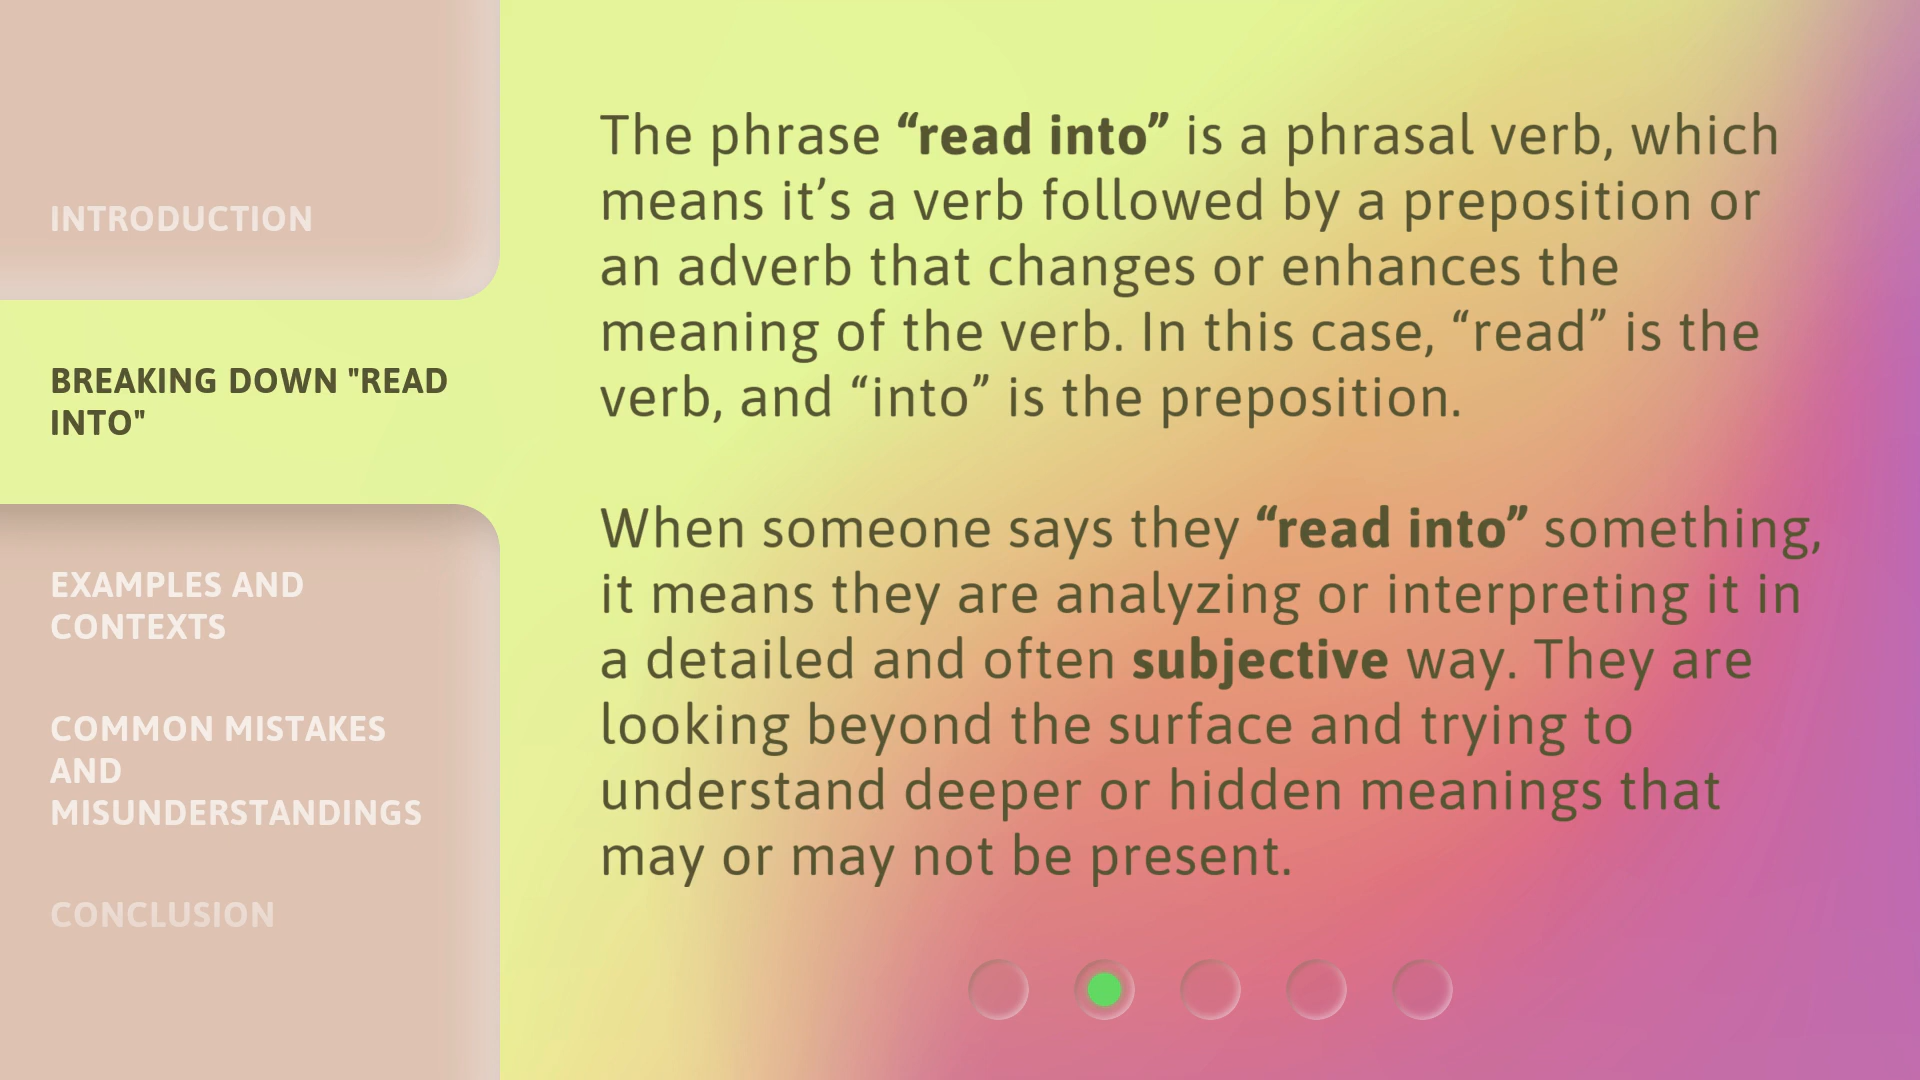 INTRODUCTION
BREAKING DOWN "READ
INTO"
EXAMPLES AND
CONTEXTS
COMMON MISTAKES
AND
MISUNDERSTANDINGS
CONCLUSION
The phrase “read into” is a phrasal verb, which
means it’s a verb followed by a preposition or
an adverb that changes or enhances the
meaning of the verb. In this case, “read” is the
verb, and “into” is the preposition.
When someone says they “read into” something,
it means they are analyzing or interpreting it in
a detailed and often subjective way. They are
looking beyond the surface and trying to
understand deeper or hidden meanings that
may or may not be present.